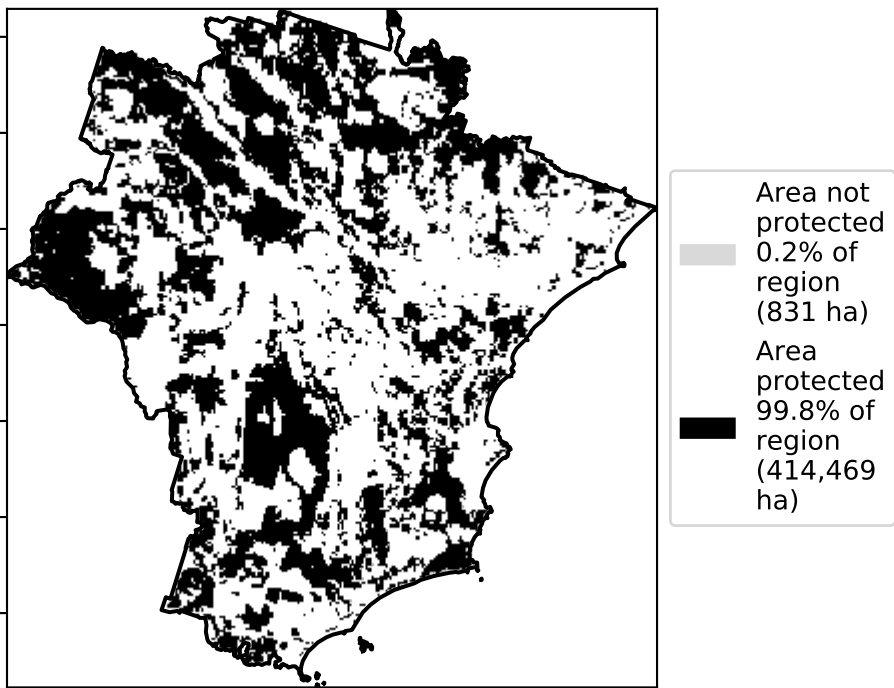 Area not
protected
0.2% of
region
(831 ha)
Area
protected
99.8% of
region
(414,469
ha)